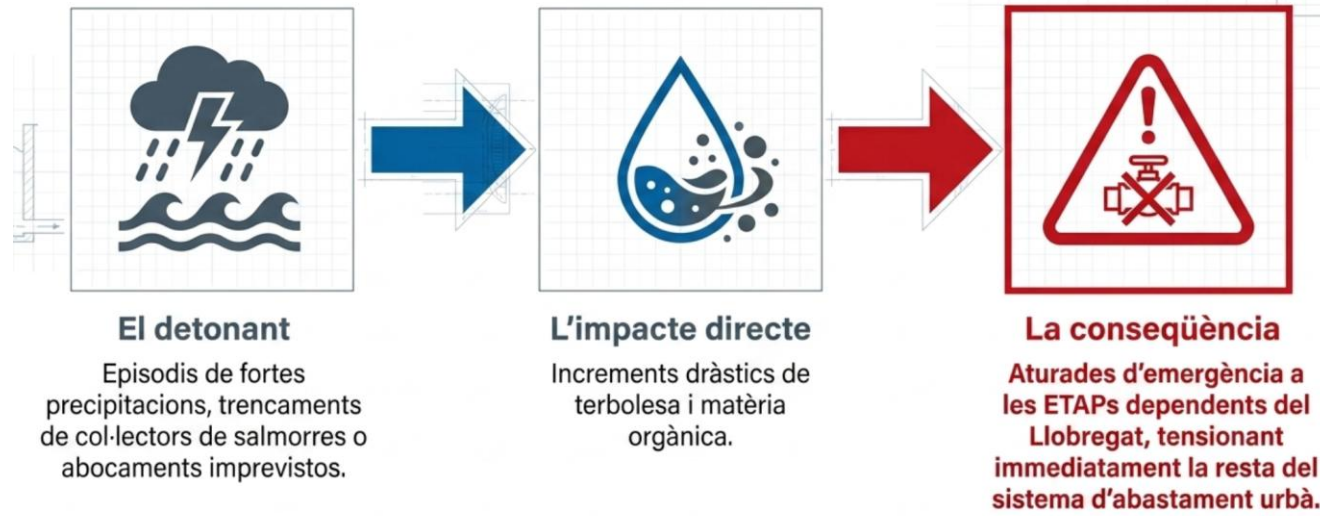 El detonant
Episodis de fortes
precipitacions, trencaments
de col·lectors de salmorres o
abocaments imprevistos.
L'impacte directe
Increments dràstics de
terbolesa i matèria
orgànica.
La conseqüència
Aturades d'emergència a
les ETAPs dependents del
Llobregat, tensionant
immediatament la resta del
sistema d'abastament urbà.